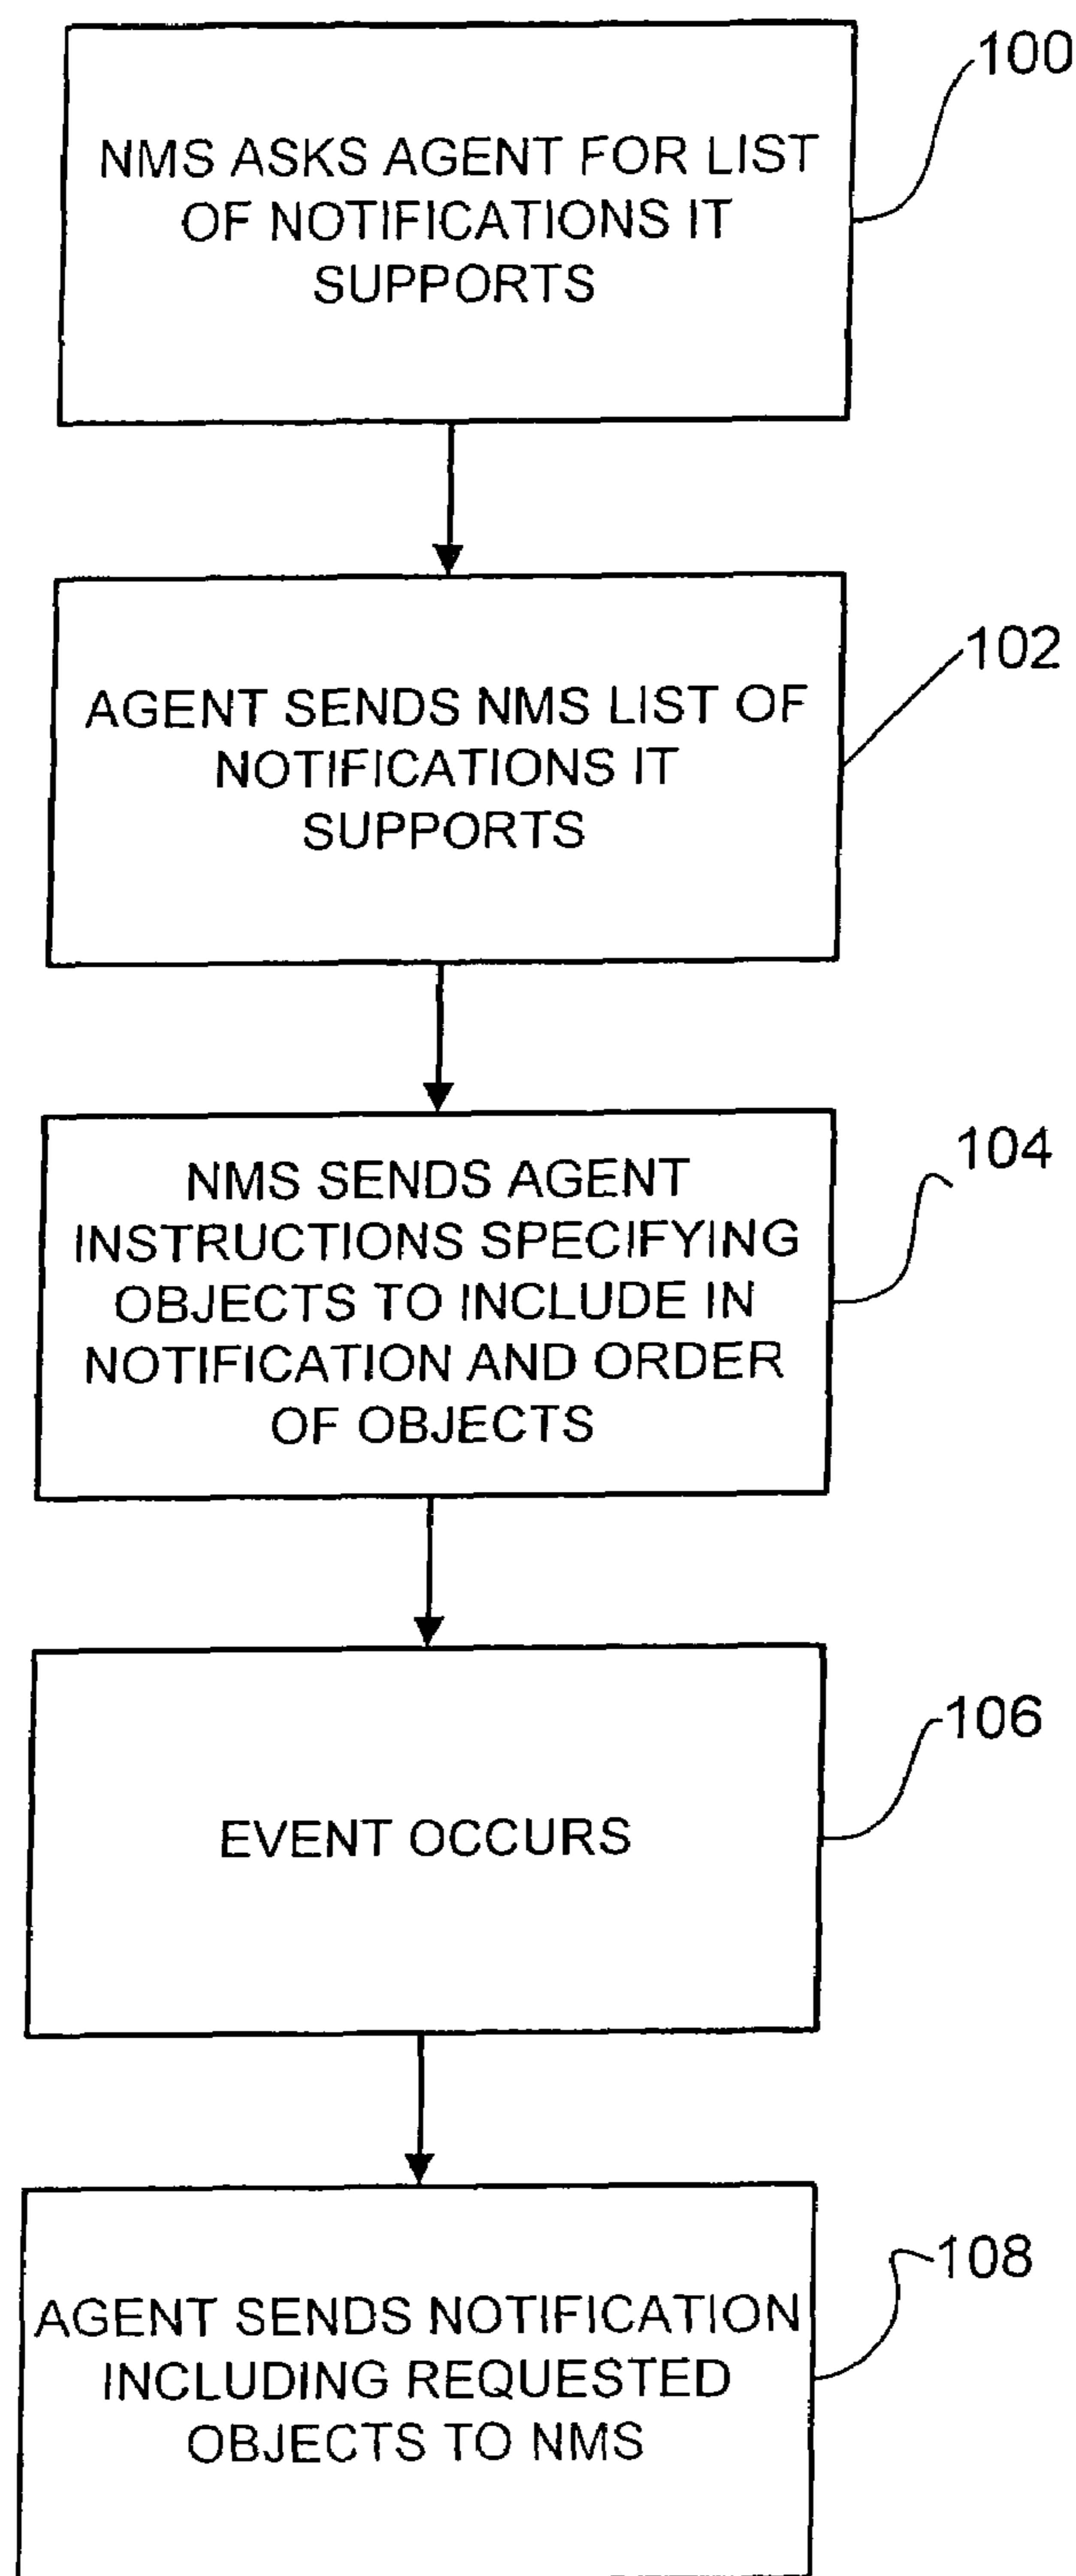 100
NMS ASKS AGENT FOR LIST
OF NOTIFICATIONS IT
SUPPORTS
102
AGENT SENDS NMS LIST OF
NOTIFICATIONS IT
SUPPORTS
104
NMS SENDS AGENT
INSTRUCTIONS SPECIFYING
OBJECTS TO INCLUDE IN
NOTIFICATION AND ORDER
OF OBJECTS
106
EVENT OCCURS
108
AGENT SENDS NOTIFICATION
INCLUDING REQUESTED
OBJECTS TO NMS